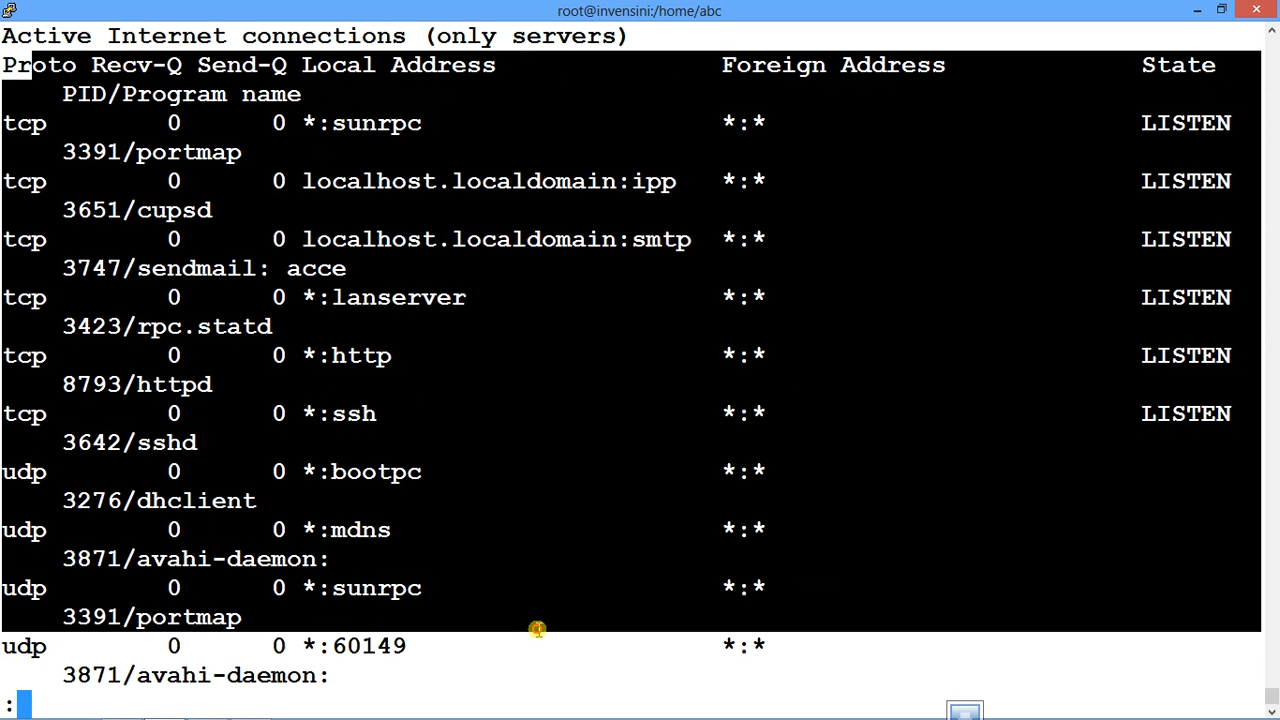 root@invensini:/home/abc
Active Internet connections (only servers)
Proto Recv-Q Send-Q Local Address Foreign Address State
PID/Program name
tcp 0 0 *:sunrpc *:* LISTEN
3391/portmap
tcp 0 0 localhost.localdomain:ipp *:* LISTEN
3651/cupsd
tcp 0 0 localhost.localdomain:smtp *:* LISTEN
3747/sendmail: acce
tcp 0 0 *:lanserver *:* LISTEN
3423/rpc.statd
tcp 0 0 *:http *:* LISTEN
8793/httpd
tcp 0 0 *:ssh *:* LISTEN
3642/sshd
udp 0 0 *:bootpc *:*
3276/dhclient
udp 0 0 *:mdns *:*
3871/avahi-daemon:
udp 0 0 *:sunrpc *:*
3391/portmap
udp 0 0 *:60149 *:*
3871/avahi-daemon:
: